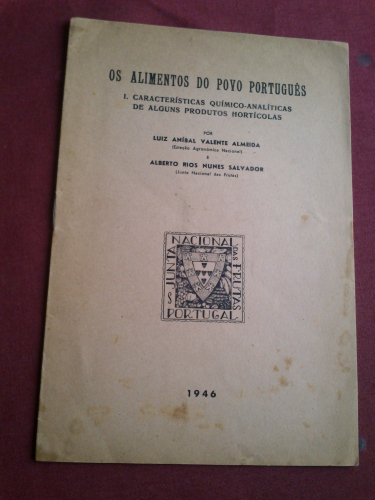 OS ALIMENTOS DO POVO PORTUGUÊS
I. CARACTERÍSTICAS QUÍMICO-ANALÍTICAS
DE ALGUNS PRODUTOS HORTÍCOLAS
POR
LUIZ ANÍBAL VALENTE ALMEIDA
(Estação Agronómica Nacional)
E
ALBERTO RIOS NUNES SALVADOR
(Junta Nacional das Frutas)
JUNTA NACIONAL DAS FRUTAS
PORTUGAL
1946